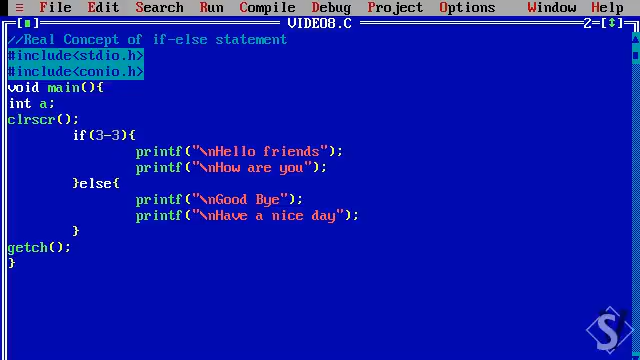 ≡ File Edit Search Run Compile Debug Project Options Window Help
[■] VIDEO8.C 2=[↕]
//Real Concept of if-else statement
#include<stdio.h>
#include<conio.h>
void main(){
int a;
clrscr();
if(3-3){
printf("\nHello friends");
printf("\nHow are you");
}else{
printf("\nGood Bye");
printf("\nHave a nice day");
}
getch();
}